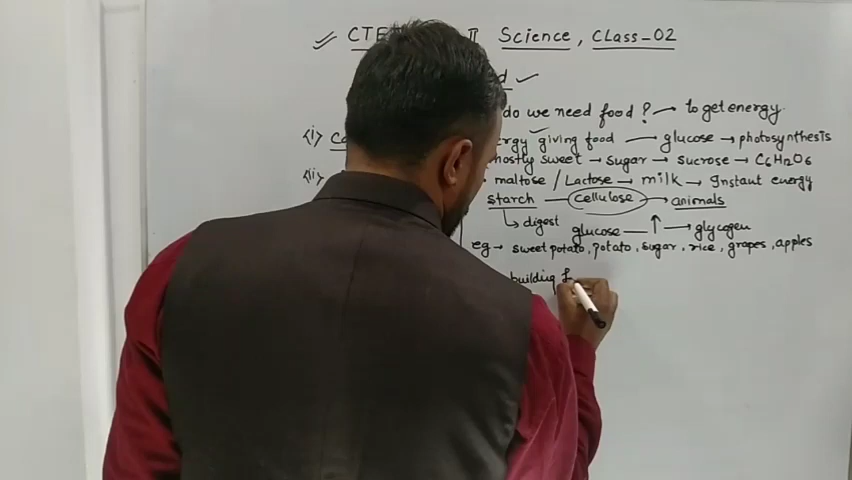 CTET II Science, CLass-02
do we need food? → to get energy.
<i> giving food → glucose → photosynthesis
mostly sweet → sugar → sucrose → C6H12O6
<ii> • maltose / Lactose → milk → Instant energy
starch — cellulose → animals
↳ digest glucose — ↑ → glycogen
eg → sweet potato, potato, sugar, rice, grapes, apples
building f